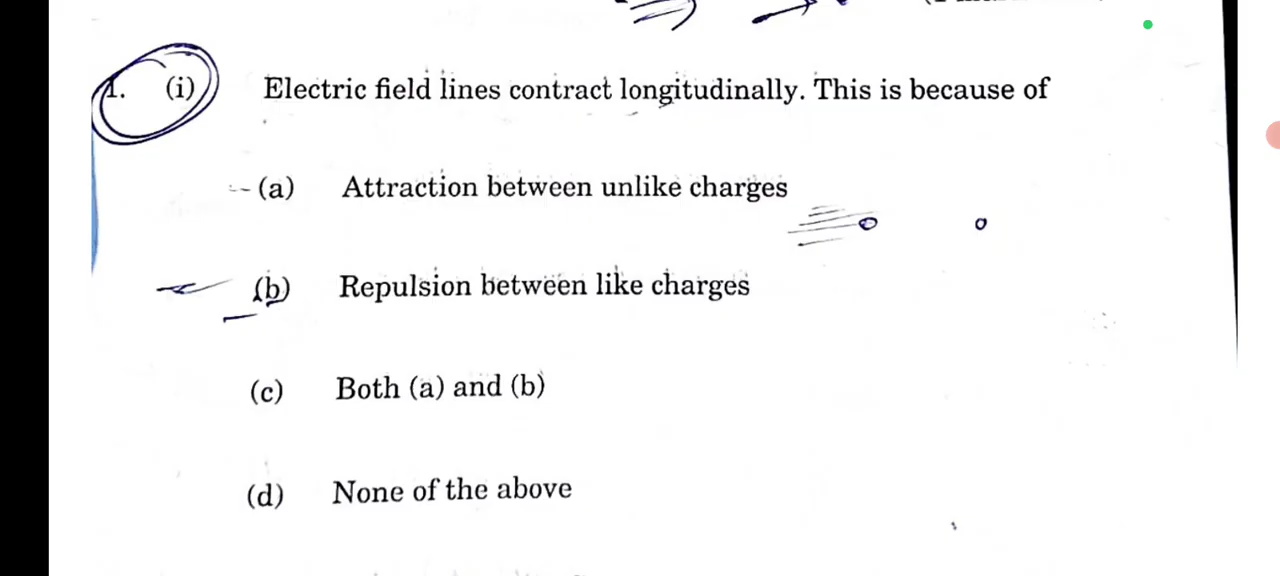 1. (i) Electric field lines contract longitudinally. This is because of
(a) Attraction between unlike charges
(b) Repulsion between like charges
(c) Both (a) and (b)
(d) None of the above